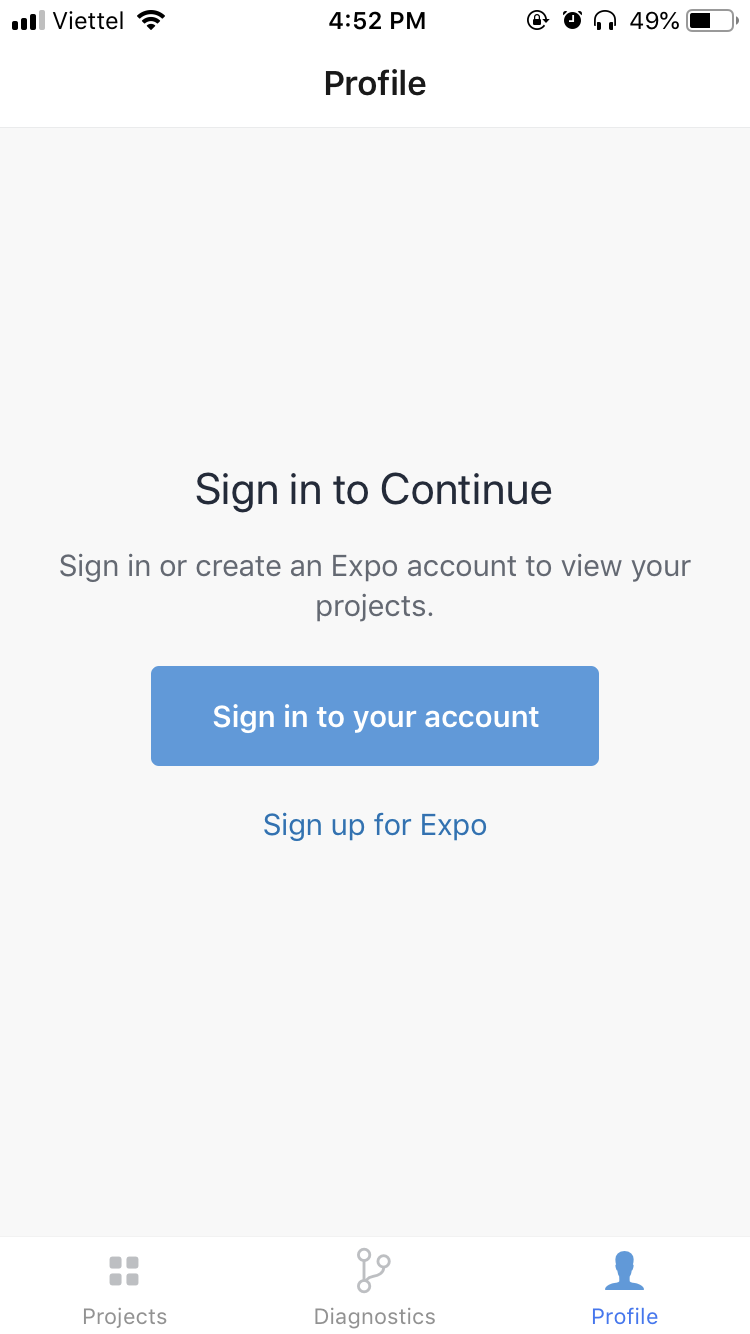 Viettel 4:52 PM 49%
Profile
Sign in to Continue
Sign in or create an Expo account to view your
projects.
Sign in to your account
Sign up for Expo
Projects Diagnostics Profile